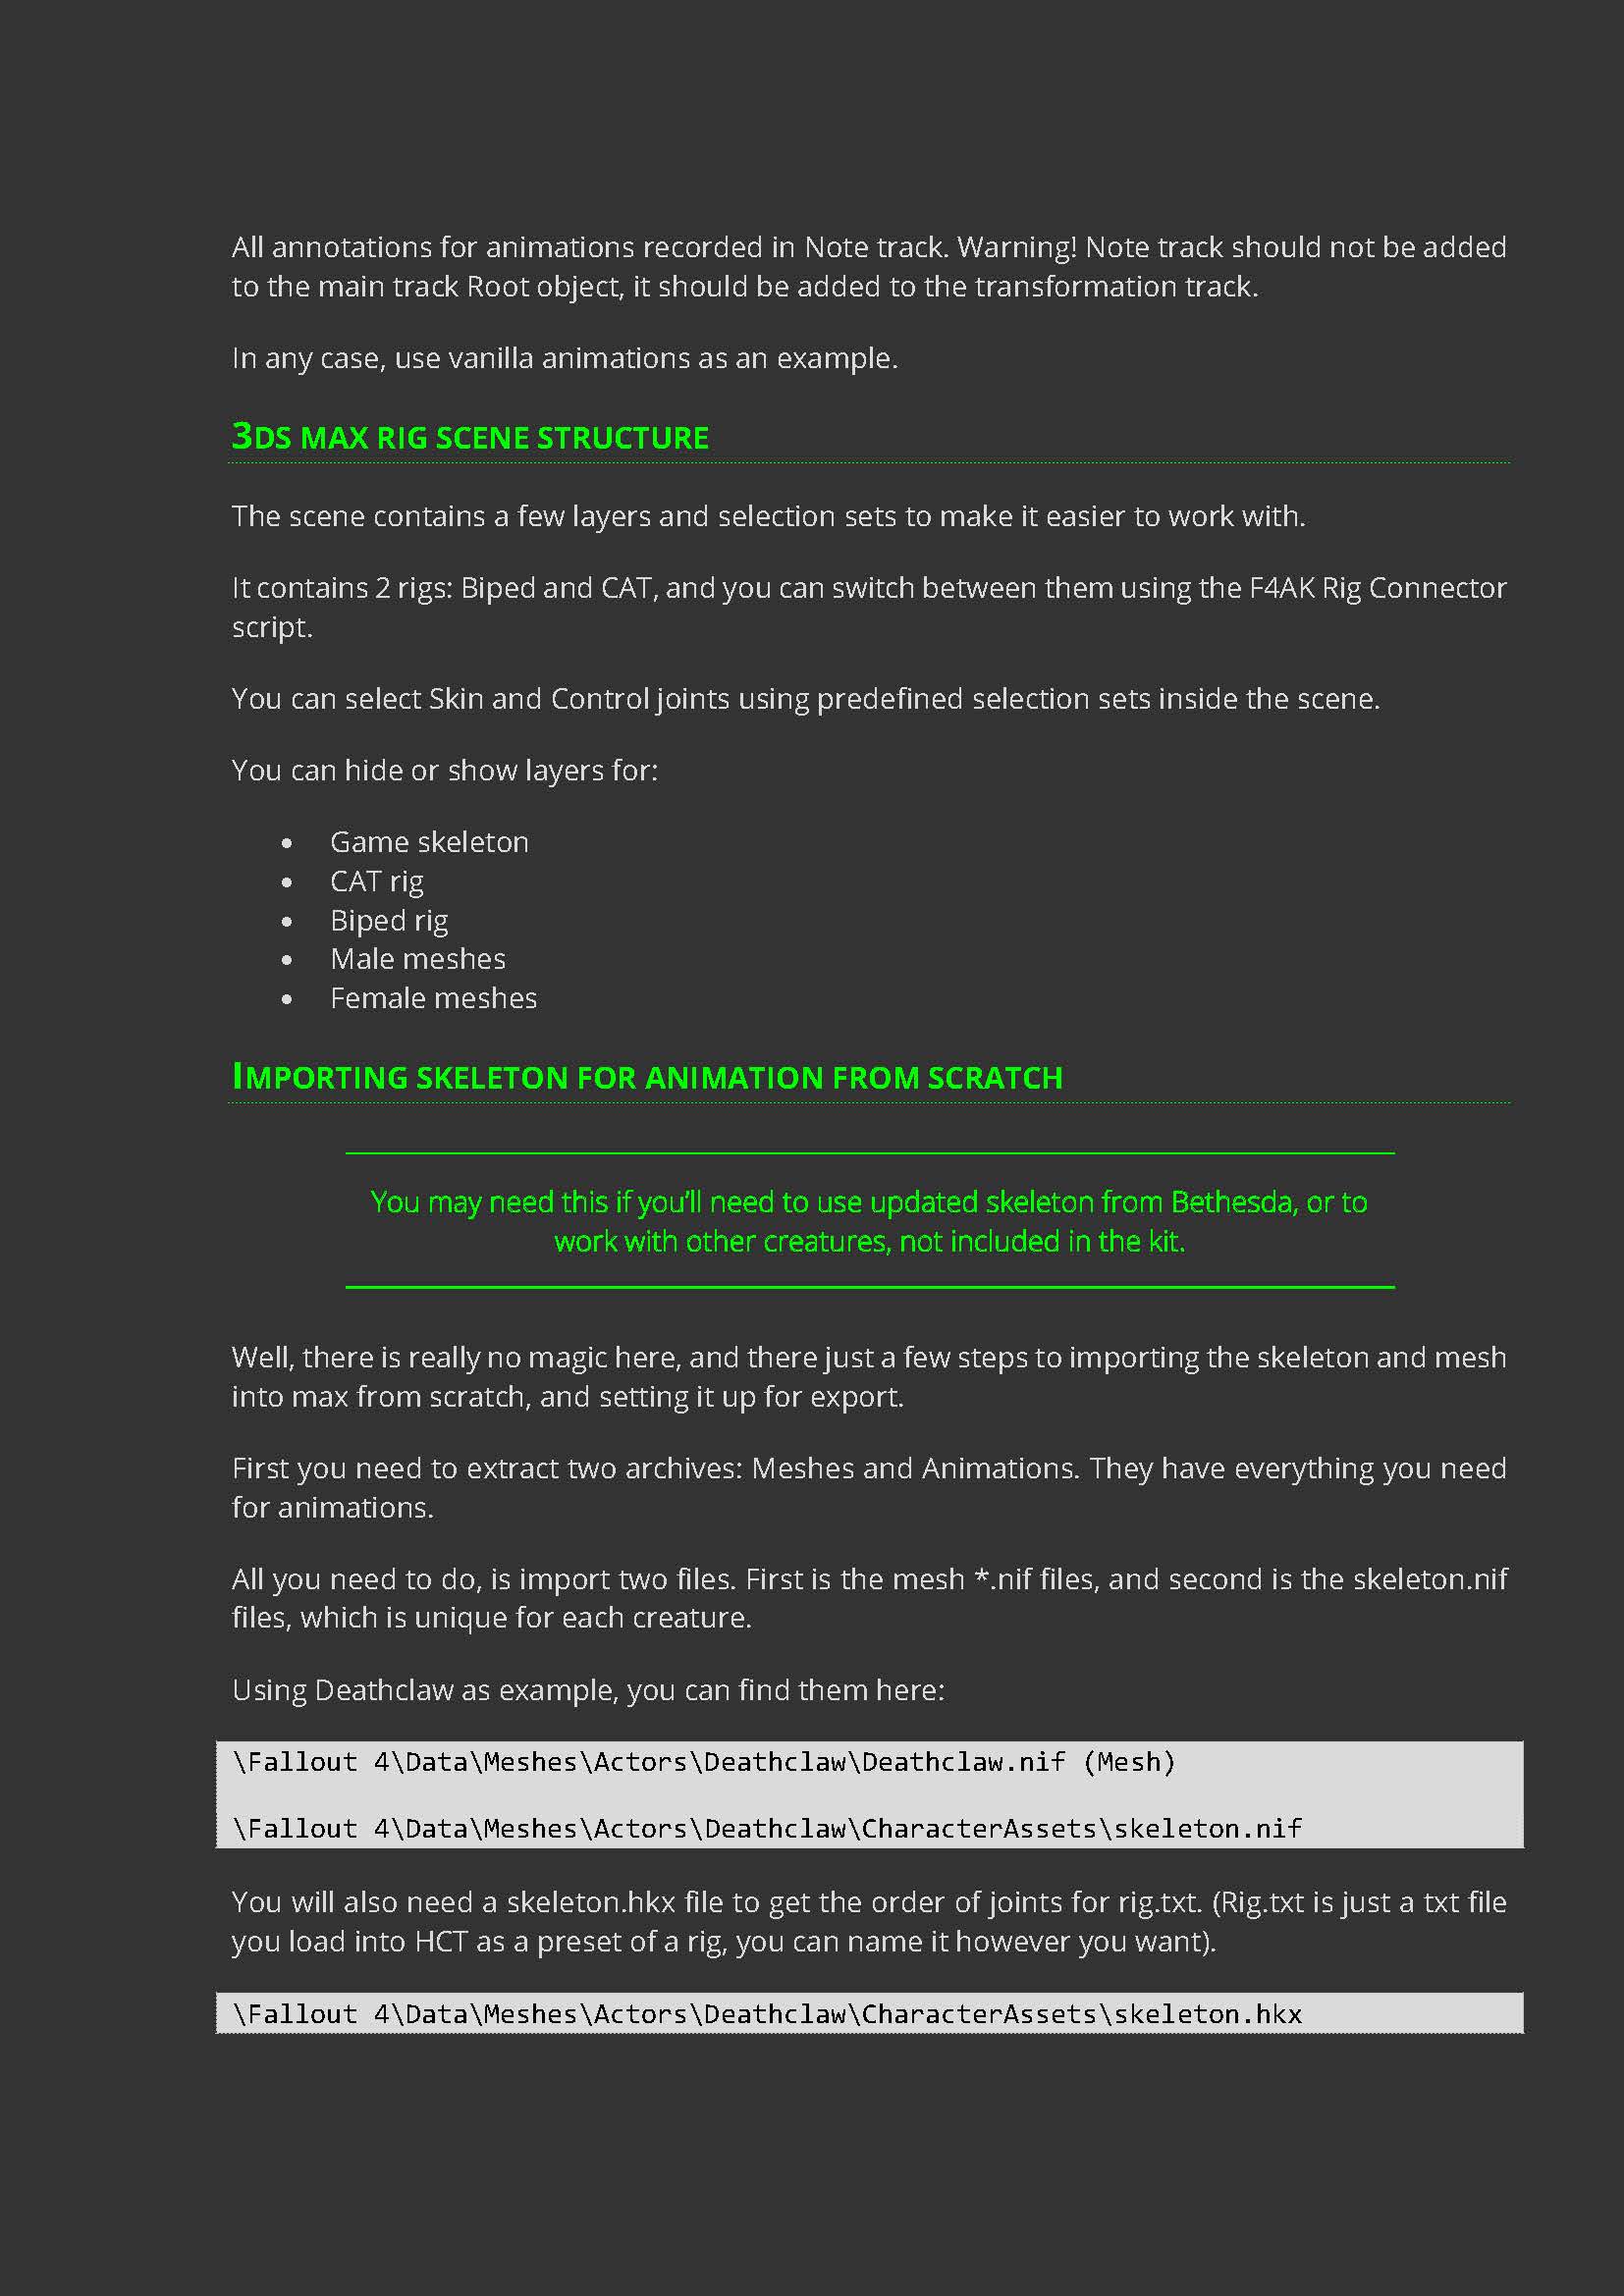 All annotations for animations recorded in Note track. Warning! Note track should not be added
to the main track Root object, it should be added to the transformation track.
In any case, use vanilla animations as an example.
3DS MAX RIG SCENE STRUCTURE
The scene contains a few layers and selection sets to make it easier to work with.
It contains 2 rigs: Biped and CAT, and you can switch between them using the F4AK Rig Connector
script.
You can select Skin and Control joints using predefined selection sets inside the scene.
You can hide or show layers for:
• Game skeleton
• CAT rig
• Biped rig
• Male meshes
• Female meshes
IMPORTING SKELETON FOR ANIMATION FROM SCRATCH
You may need this if you’ll need to use updated skeleton from Bethesda, or to
work with other creatures, not included in the kit.
Well, there is really no magic here, and there just a few steps to importing the skeleton and mesh
into max from scratch, and setting it up for export.
First you need to extract two archives: Meshes and Animations. They have everything you need
for animations.
All you need to do, is import two files. First is the mesh *.nif files, and second is the skeleton.nif
files, which is unique for each creature.
Using Deathclaw as example, you can find them here:
\Fallout 4\Data\Meshes\Actors\Deathclaw\Deathclaw.nif (Mesh)
\Fallout 4\Data\Meshes\Actors\Deathclaw\CharacterAssets\skeleton.nif
You will also need a skeleton.hkx file to get the order of joints for rig.txt. (Rig.txt is just a txt file
you load into HCT as a preset of a rig, you can name it however you want).
\Fallout 4\Data\Meshes\Actors\Deathclaw\CharacterAssets\skeleton.hkx